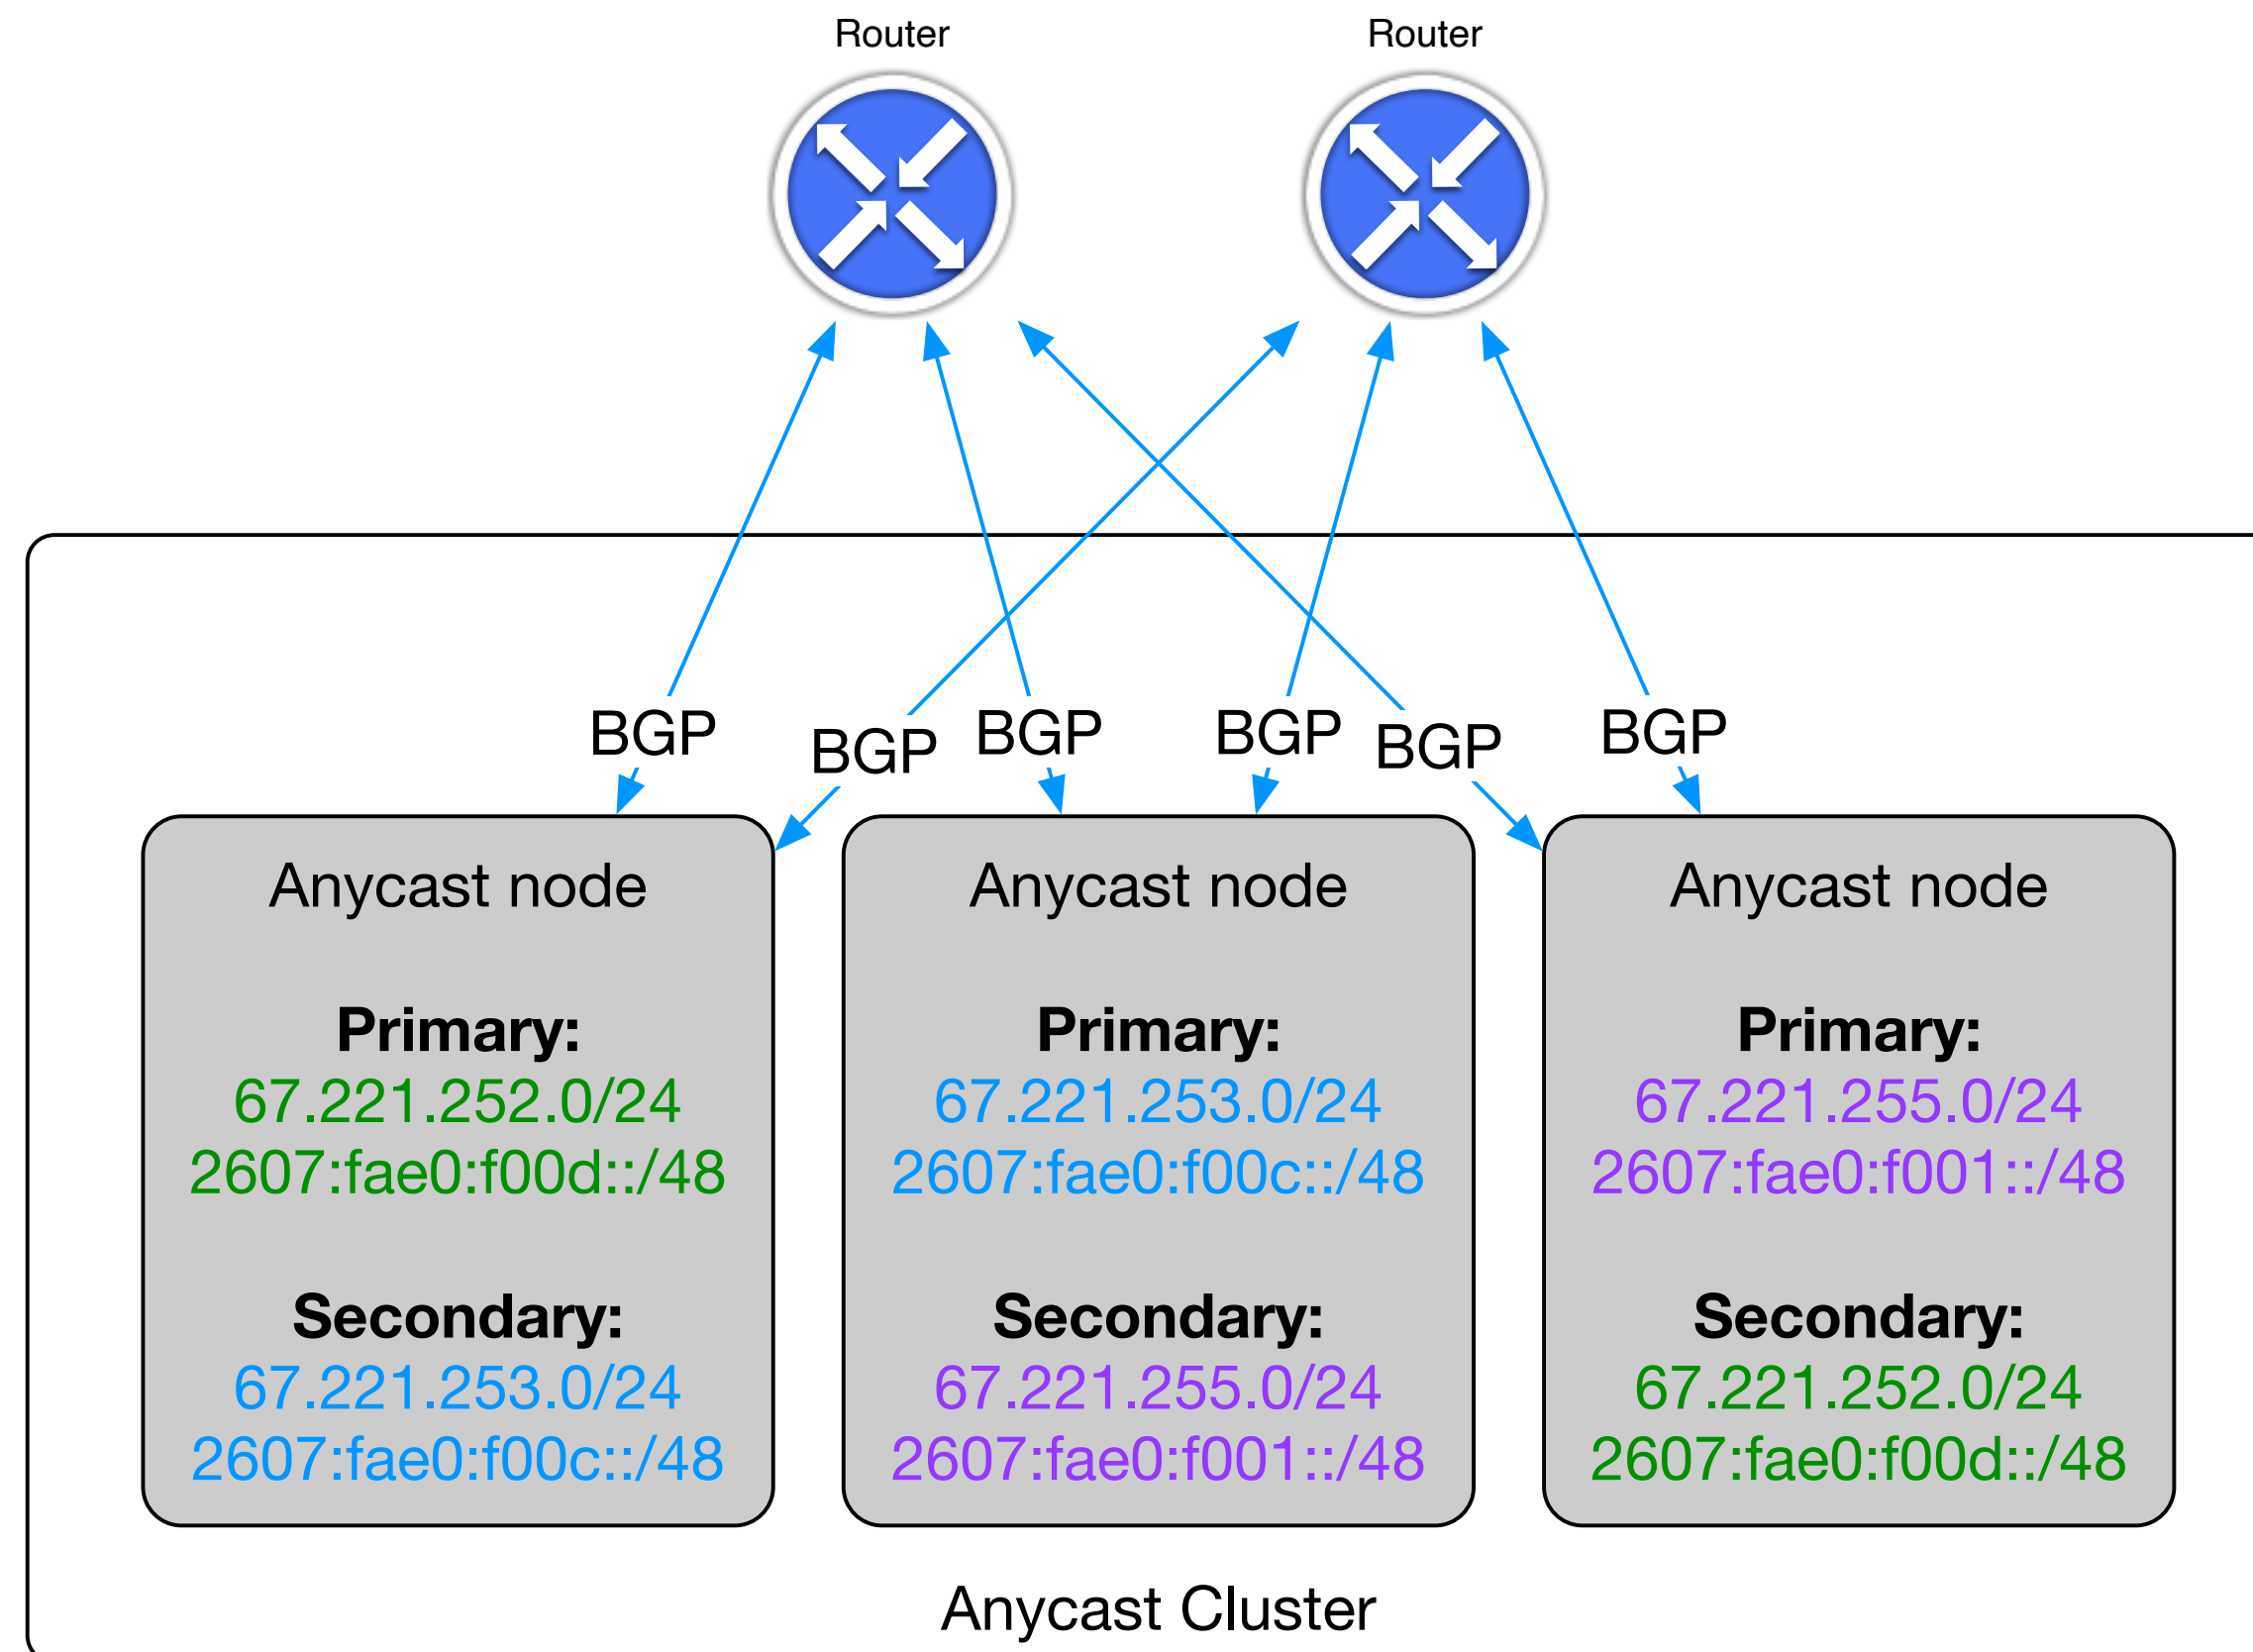 Router
Router
BGP
BGP
BGP
BGP
BGP
BGP
Anycast node
Primary:
67.221.252.0/24
2607:fae0:f00d::/48
Secondary:
67.221.253.0/24
2607:fae0:f00c::/48
Anycast node
Primary:
67.221.253.0/24
2607:fae0:f00c::/48
Secondary:
67.221.255.0/24
2607:fae0:f001::/48
Anycast node
Primary:
67.221.255.0/24
2607:fae0:f001::/48
Secondary:
67.221.252.0/24
2607:fae0:f00d::/48
Anycast Cluster